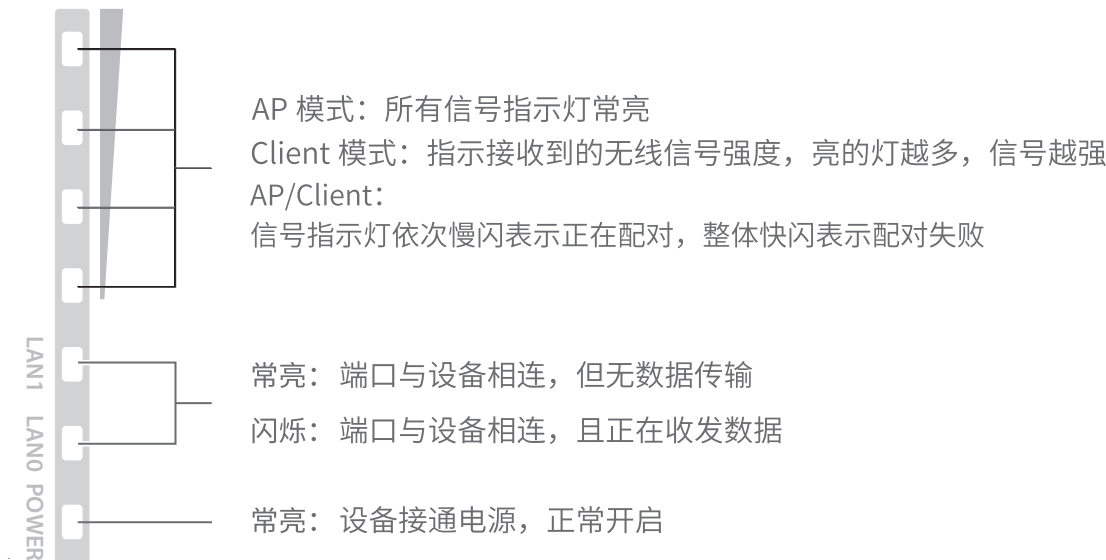 AP 模式：所有信号指示灯常亮
Client 模式：指示接收到的无线信号强度，亮的灯越多，信号越强
AP/Client：
信号指示灯依次慢闪表示正在配对，整体快闪表示配对失败
LAN1
常亮：端口与设备相连，但无数据传输
LAN0
闪烁：端口与设备相连，且正在收发数据
POWER
常亮：设备接通电源，正常开启